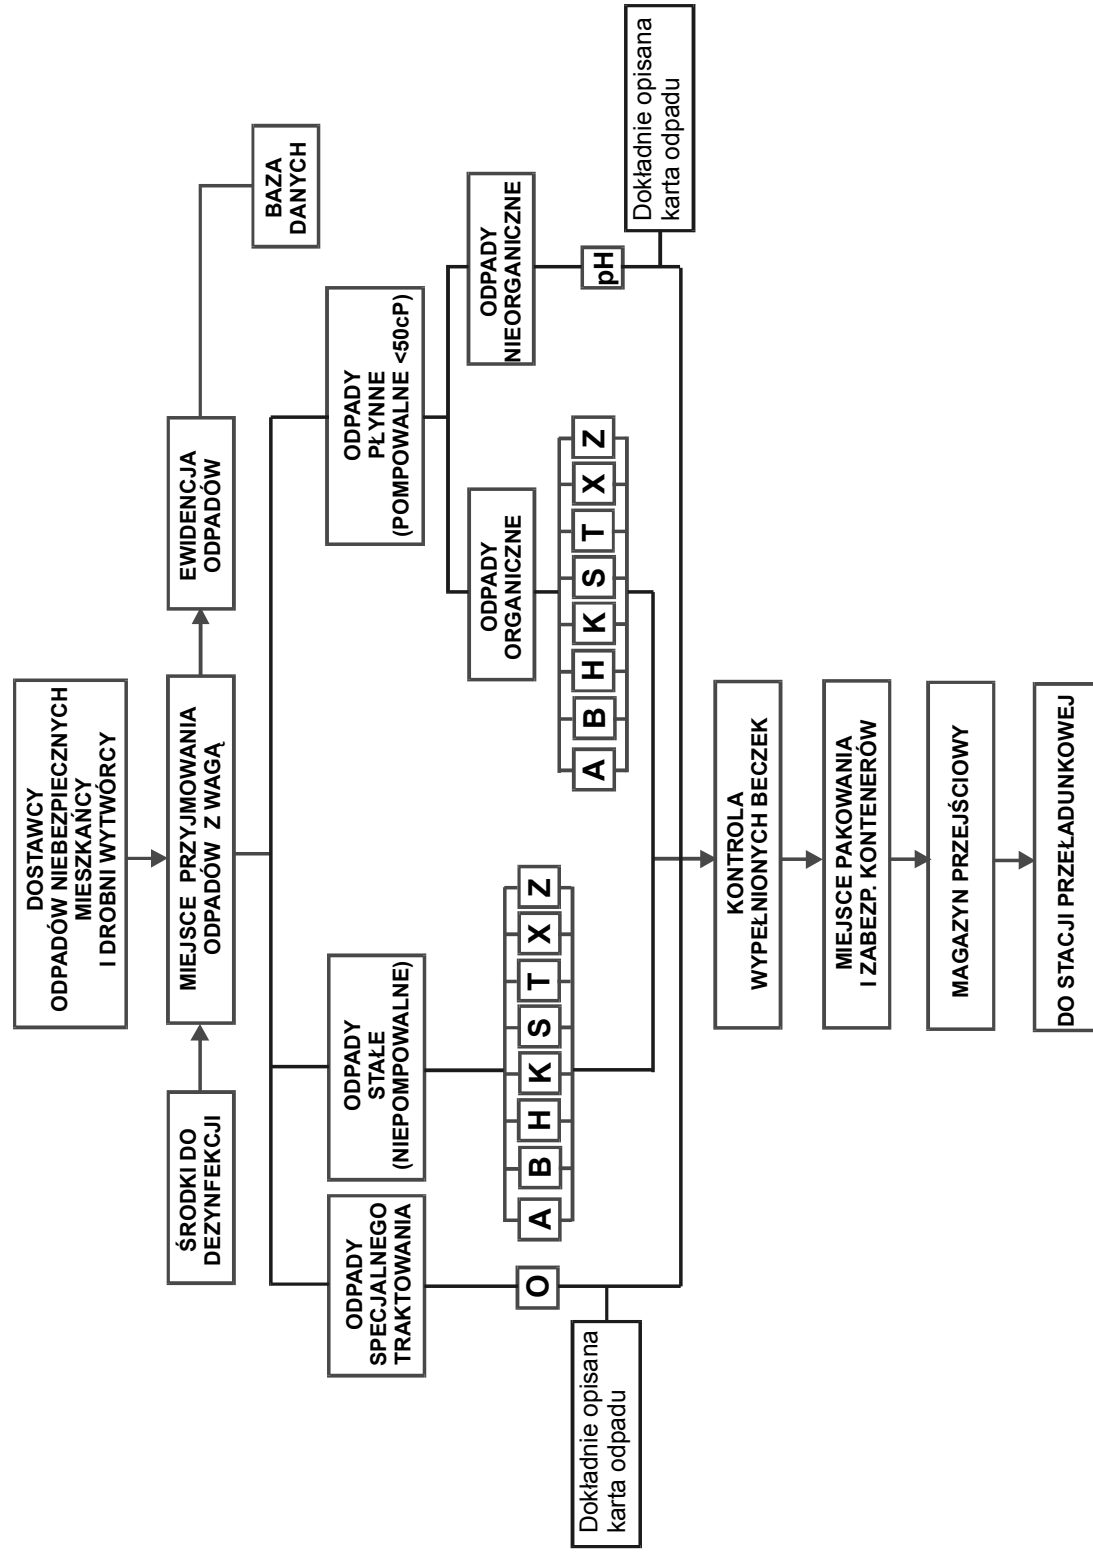 DOSTAWCY
ODPADÓW NIEBEZPIECZNYCH
MIESZKAŃCY
I DROBNI WYTWÓRCY
ŚRODKI DO
DEZYNFEKCJI
MIEJSCE PRZYJMOWANIA
ODPADÓW Z WAGĄ
EWIDENCJA
ODPADÓW
BAZA
DANYCH
ODPADY
SPECJALNEGO
TRAKTOWANIA
ODPADY
STAŁE
(NIEPOMPOWALNE)
ODPADY
PŁYNNE
(POMPOWALNE <50cP)
ODPADY
ORGANICZNE
ODPADY
NIEORGANICZNE
O
A B H K S T X Z
A B H K S T X Z
pH
Dokładnie opisana
karta odpadu
Dokładnie opisana
karta odpadu
KONTROLA
WYPEŁNIONYCH BECZEK
MIEJSCE PAKOWANIA
I ZABEZP. KONTENERÓW
MAGAZYN PRZEJŚCIOWY
DO STACJI PRZEŁADUNKOWEJ